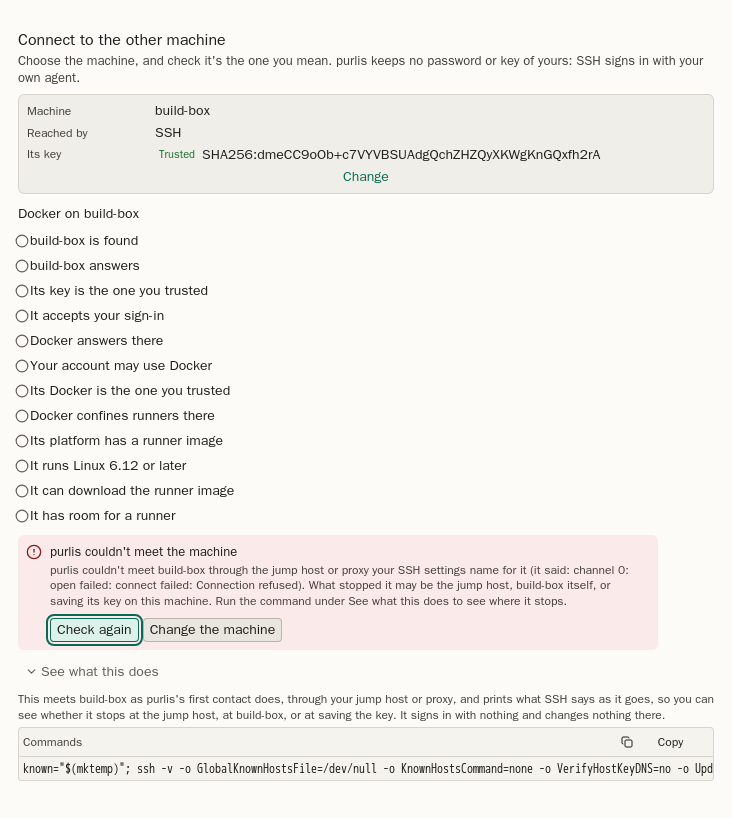 Connect to the other machine
Choose the machine, and check it's the one you mean. purlis keeps no password or key of yours: SSH signs in with your
own agent.
Machine build-box
Reached by SSH
Its key Trusted SHA256:dmeCC9oOb+c7VYVBSUAdgQchZHZQyXKWgKnGQxfh2rA
Change
Docker on build-box
build-box is found
build-box answers
Its key is the one you trusted
It accepts your sign-in
Docker answers there
Your account may use Docker
Its Docker is the one you trusted
Docker confines runners there
Its platform has a runner image
It runs Linux 6.12 or later
It can download the runner image
It has room for a runner
purlis couldn't meet the machine
purlis couldn't meet build-box through the jump host or proxy your SSH settings name for it (it said: channel 0:
open failed: connect failed: Connection refused). What stopped it may be the jump host, build-box itself, or
saving its key on this machine. Run the command under See what this does to see where it stops.
Check again Change the machine
See what this does
This meets build-box as purlis's first contact does, through your jump host or proxy, and prints what SSH says as it goes, so you can
see whether it stops at the jump host, at build-box, or at saving the key. It signs in with nothing and changes nothing there.
Commands Copy
known="$(mktemp)"; ssh -v -o GlobalKnownHostsFile=/dev/null -o KnownHostsCommand=none -o VerifyHostKeyDNS=no -o Upd